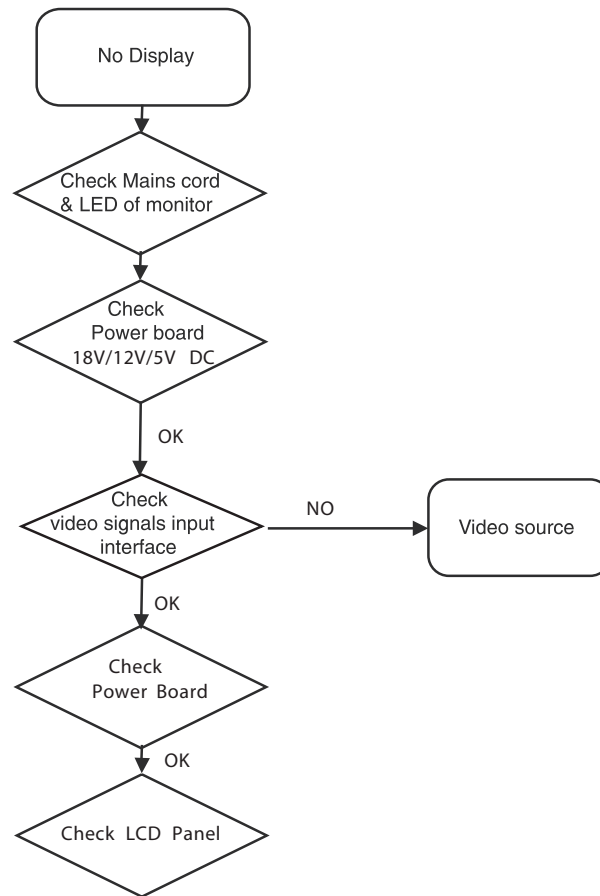 No Display
Check Mains cord
& LED of monitor
Check
Power board
18V/12V/5V DC
OK
Check
video signals input
interface
NO
Video source
OK
Check
Power Board
OK
Check LCD Panel